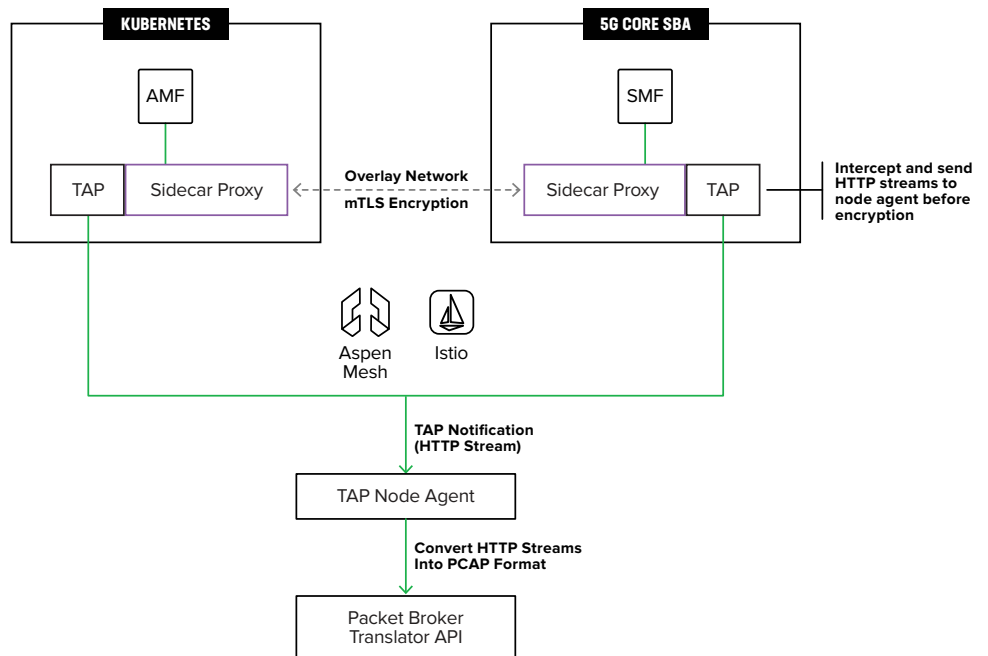 KUBERNETES
5G CORE SBA
AMF
SMF
TAP
Sidecar Proxy
Overlay Network
mTLS Encryption
Sidecar Proxy
TAP
Intercept and send
HTTP streams to
node agent before
encryption
Aspen
Mesh
Istio
TAP Notification
(HTTP Stream)
TAP Node Agent
Convert HTTP Streams
Into PCAP Format
Packet Broker
Translator API